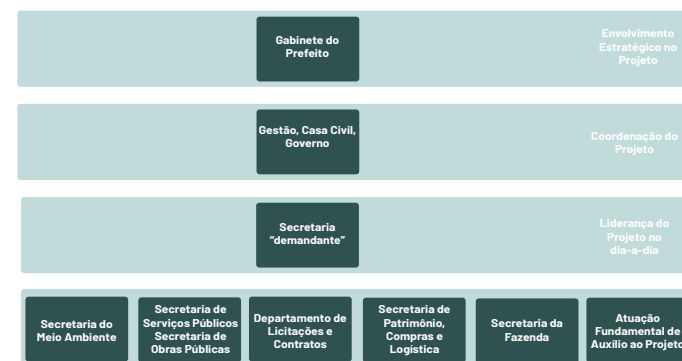 Gabinete do
Prefeito
Envolvimento
Estratégico no
Projeto
Gestão, Casa Civil,
Governo
Coordenação do
Projeto
Secretaria
"demandante"
Liderança do
Projeto no
dia-a-dia
Secretaria do
Meio Ambiente
Secretaria de
Serviços Públicos
Secretaria de
Obras Públicas
Departamento de
Licitações e
Contratos
Secretaria de
Patrimônio,
Compras e
Logística
Secretaria da
Fazenda
Atuação
Fundamental de
Auxílio ao Projeto